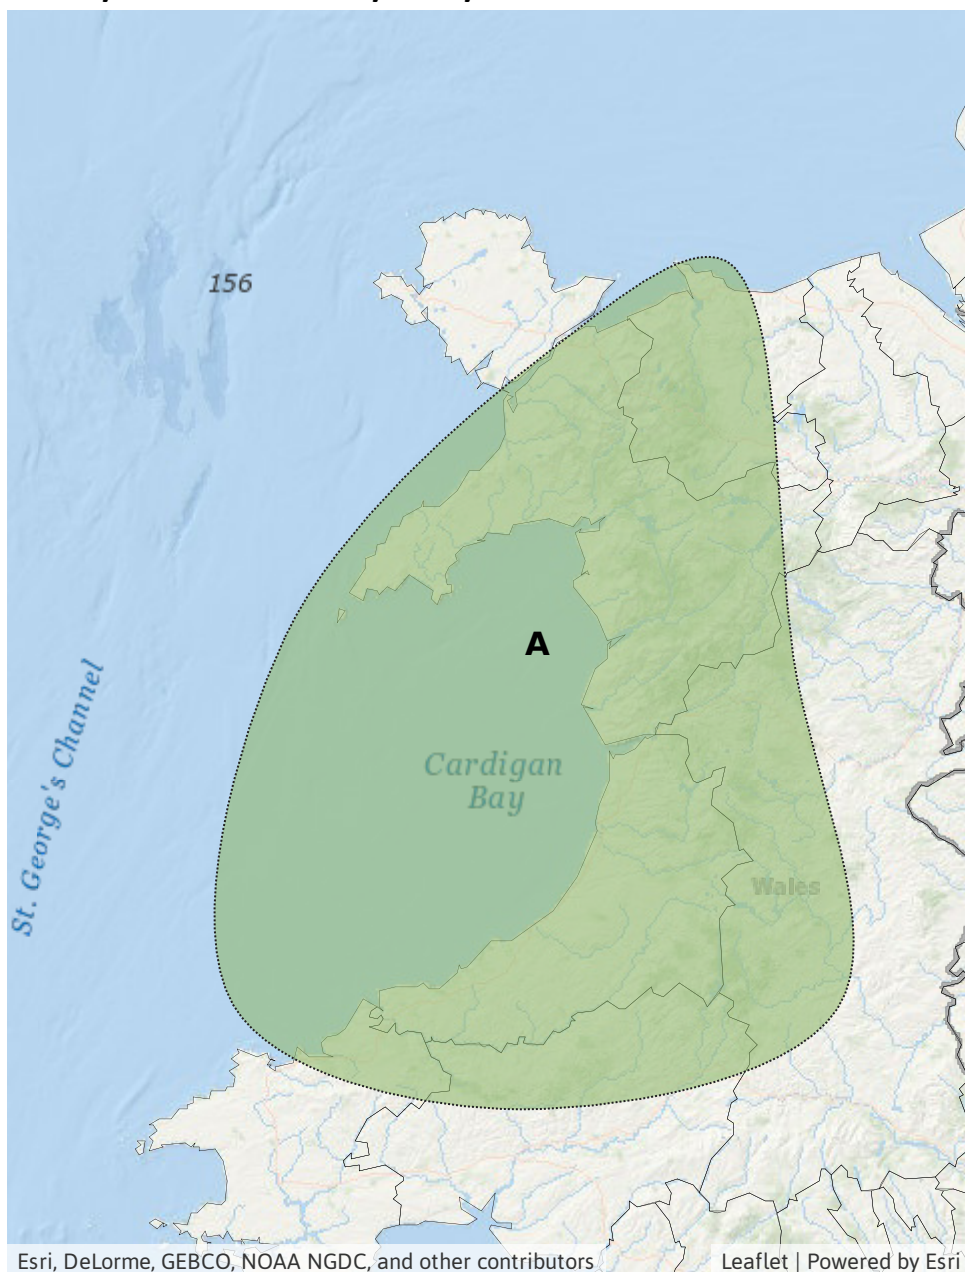 156
A
St. George's Channel
Cardigan
Bay
Wales
Esri, DeLorme, GEBCO, NOAA NGDC, and other contributors
Leaflet | Powered by Esri